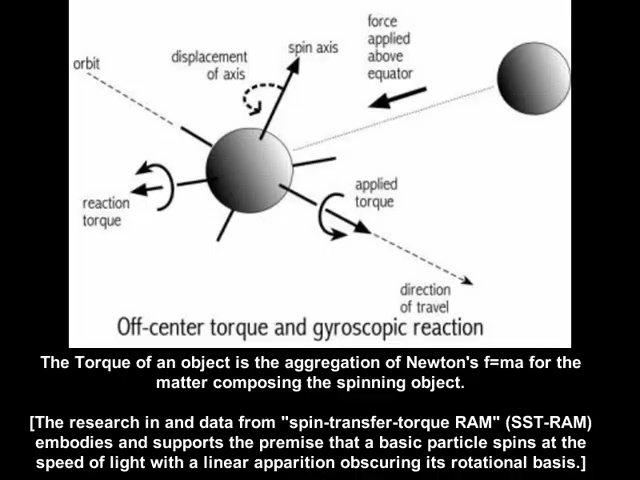 orbit
displacement
of axis
spin axis
force
applied
above
equator
reaction
torque
applied
torque
direction
of travel
Off-center torque and gyroscopic reaction
The Torque of an object is the aggregation of Newton's f=ma for the
matter composing the spinning object.
[The research in and data from "spin-transfer-torque RAM" (SST-RAM)
embodies and supports the premise that a basic particle spins at the
speed of light with a linear apparition obscuring its rotational basis.]